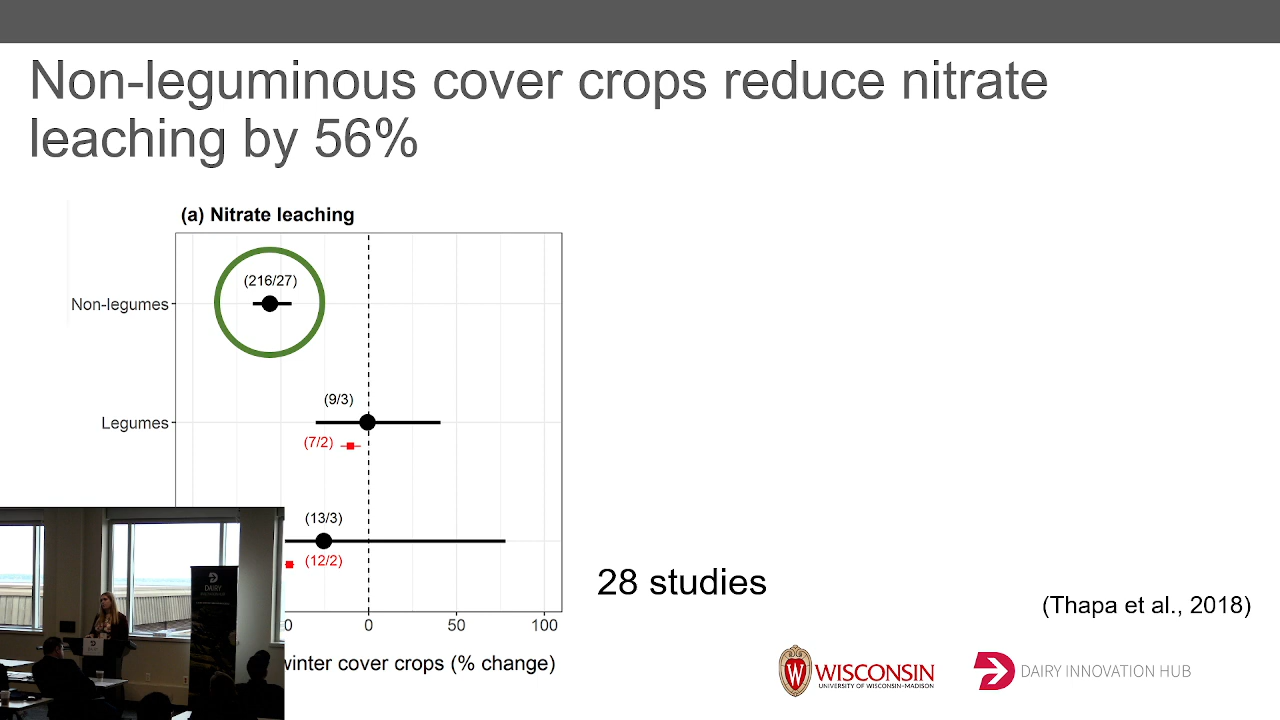 Non-leguminous cover crops reduce nitrate
leaching by 56%
(a) Nitrate leaching
(216/27)
Non-legumes
(9/3)
Legumes
(7/2)
(13/3)
(12/2)
0
0
50
100
winter cover crops (% change)
28 studies
(Thapa et al., 2018)
WISCONSIN
UNIVERSITY OF WISCONSIN–MADISON
DAIRY INNOVATION HUB
DAIRY